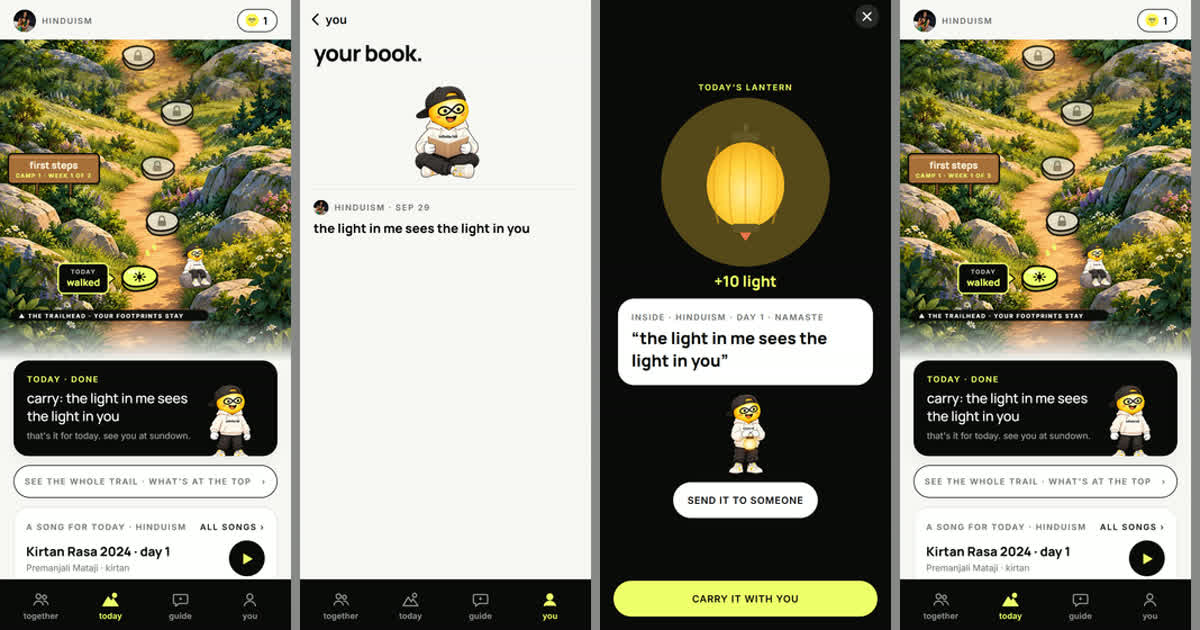 HINDUISM
1
first steps
CAMP 1 · WEEK 1 OF 3
TODAY
walked
▲ THE TRAILHEAD · YOUR FOOTPRINTS STAY
TODAY · DONE
carry: the light in me sees
the light in you
that's it for today. see you at sundown.
SEE THE WHOLE TRAIL · WHAT'S AT THE TOP ›
A SONG FOR TODAY · HINDUISM ALL SONGS ›
Kirtan Rasa 2024 · day 1
Premanjali Mataji · kirtan
together today guide you
you
your book.
HINDUISM · SEP 29
the light in me sees the light in you
together today guide you
TODAY'S LANTERN
+10 light
INSIDE · HINDUISM · DAY 1 · NAMASTE
“the light in me sees the
light in you”
SEND IT TO SOMEONE
CARRY IT WITH YOU
HINDUISM
1
first steps
CAMP 1 · WEEK 1 OF 3
TODAY
walked
▲ THE TRAILHEAD · YOUR FOOTPRINTS STAY
TODAY · DONE
carry: the light in me sees
the light in you
that's it for today. see you at sundown.
SEE THE WHOLE TRAIL · WHAT'S AT THE TOP ›
A SONG FOR TODAY · HINDUISM ALL SONGS ›
Kirtan Rasa 2024 · day 1
Premanjali Mataji · kirtan
together today guide you